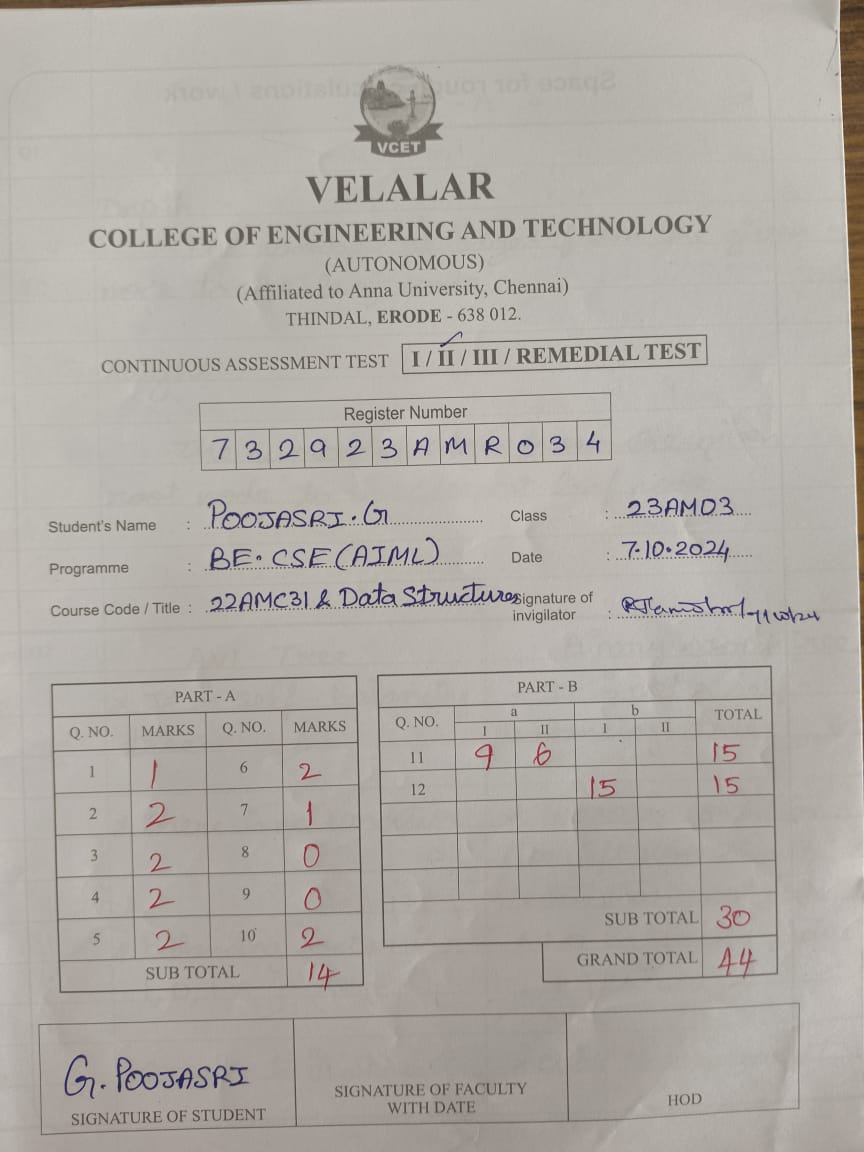 VCET
VELALAR
COLLEGE OF ENGINEERING AND TECHNOLOGY
(AUTONOMOUS)
(Affiliated to Anna University, Chennai)
THINDAL, ERODE - 638 012.
CONTINUOUS ASSESSMENT TEST I / II / III / REMEDIAL TEST
Register Number
7 3 2 9 2 3 A M R 0 3 4
Student's Name : POOJASRI. G Class : 23AM03
Programme : BE. CSE (AIML) Date : 7.10.2024
Course Code / Title : 22AMC31 & Data Structures Signature of
invigilator :
PART - A
Q. NO. MARKS Q. NO. MARKS
1 1 6 2
2 2 7 1
3 2 8 0
4 2 9 0
5 2 10 2
SUB TOTAL 14
PART - B
Q. NO. a b TOTAL
I II I II
11 9 6 15
12 15 15
SUB TOTAL 30
GRAND TOTAL 44
G. POOJASRI
SIGNATURE OF STUDENT
SIGNATURE OF FACULTY
WITH DATE
HOD